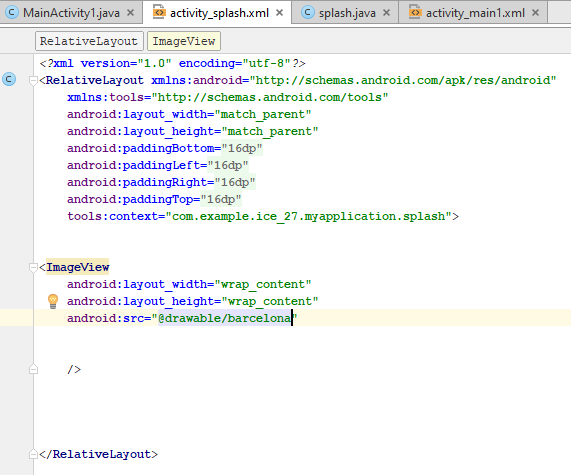 MainActivity1.java × activity_splash.xml × splash.java × activity_main1.xml ×
RelativeLayout ImageView
<?xml version="1.0" encoding="utf-8"?>
<RelativeLayout xmlns:android="http://schemas.android.com/apk/res/android"
xmlns:tools="http://schemas.android.com/tools"
android:layout_width="match_parent"
android:layout_height="match_parent"
android:paddingBottom="16dp"
android:paddingLeft="16dp"
android:paddingRight="16dp"
android:paddingTop="16dp"
tools:context="com.example.ice_27.myapplication.splash">
<ImageView
android:layout_width="wrap_content"
android:layout_height="wrap_content"
android:src="@drawable/barcelona"
/>
</RelativeLayout>